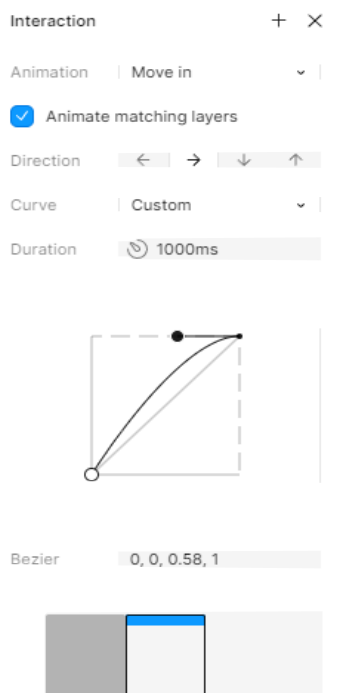 Interaction
Animation Move in
Animate matching layers
Direction
Curve Custom
Duration 1000ms
Bezier 0, 0, 0.58, 1